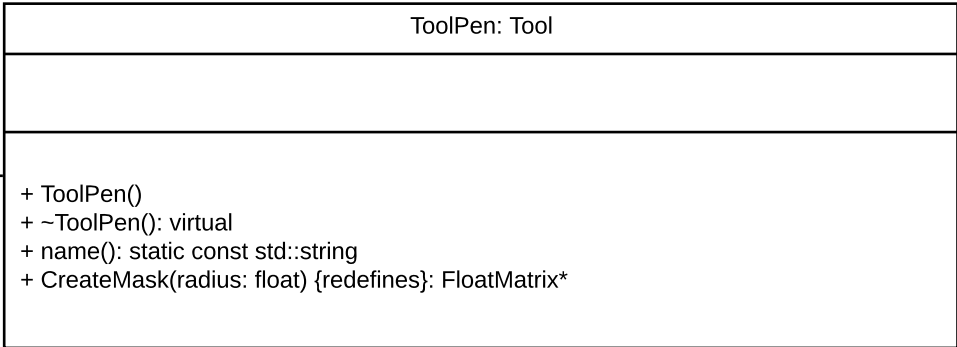 ToolPen: Tool
+ ToolPen()
+ ~ToolPen(): virtual
+ name(): static const std::string
+ CreateMask(radius: float) {redefines}: FloatMatrix*